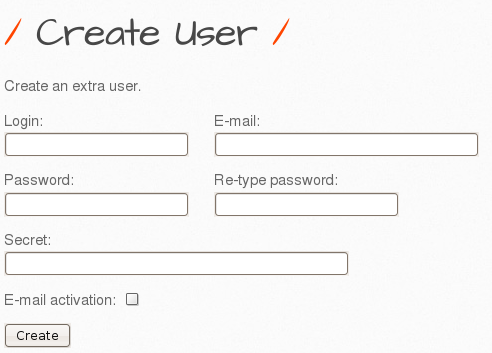 / Create User /
Create an extra user.
Login: E-mail:
Password: Re-type password:
Secret:
E-mail activation:
Create